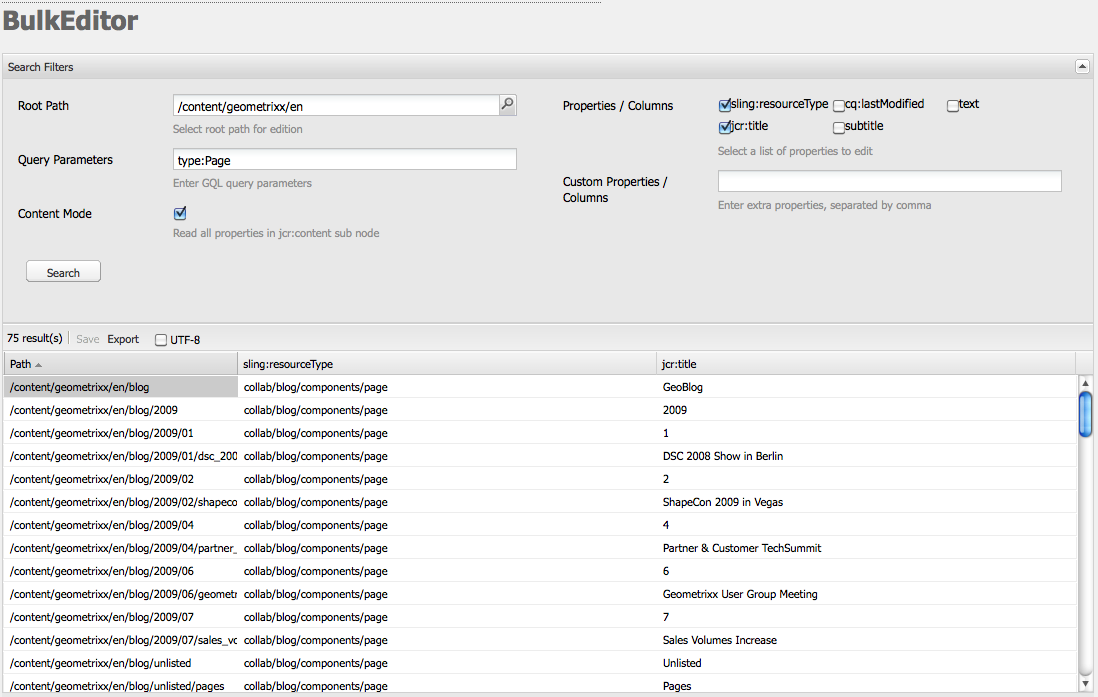 BulkEditor
Search Filters
Root Path
/content/geometrixx/en
Select root path for edition
Query Parameters
type:Page
Enter GQL query parameters
Content Mode
Read all properties in jcr:content sub node
Search
Properties / Columns
sling:resourceType cq:lastModified text
jcr:title subtitle
Select a list of properties to edit
Custom Properties /
Columns
Enter extra properties, separated by comma
75 result(s) Save Export UTF-8
Path sling:resourceType jcr:title
/content/geometrixx/en/blog collab/blog/components/page GeoBlog
/content/geometrixx/en/blog/2009 collab/blog/components/page 2009
/content/geometrixx/en/blog/2009/01 collab/blog/components/page 1
/content/geometrixx/en/blog/2009/01/dsc_200 collab/blog/components/page DSC 2008 Show in Berlin
/content/geometrixx/en/blog/2009/02 collab/blog/components/page 2
/content/geometrixx/en/blog/2009/02/shapeco collab/blog/components/page ShapeCon 2009 in Vegas
/content/geometrixx/en/blog/2009/04 collab/blog/components/page 4
/content/geometrixx/en/blog/2009/04/partner_ collab/blog/components/page Partner & Customer TechSummit
/content/geometrixx/en/blog/2009/06 collab/blog/components/page 6
/content/geometrixx/en/blog/2009/06/geometr collab/blog/components/page Geometrixx User Group Meeting
/content/geometrixx/en/blog/2009/07 collab/blog/components/page 7
/content/geometrixx/en/blog/2009/07/sales_vo collab/blog/components/page Sales Volumes Increase
/content/geometrixx/en/blog/unlisted collab/blog/components/page Unlisted
/content/geometrixx/en/blog/unlisted/pages collab/blog/components/page Pages